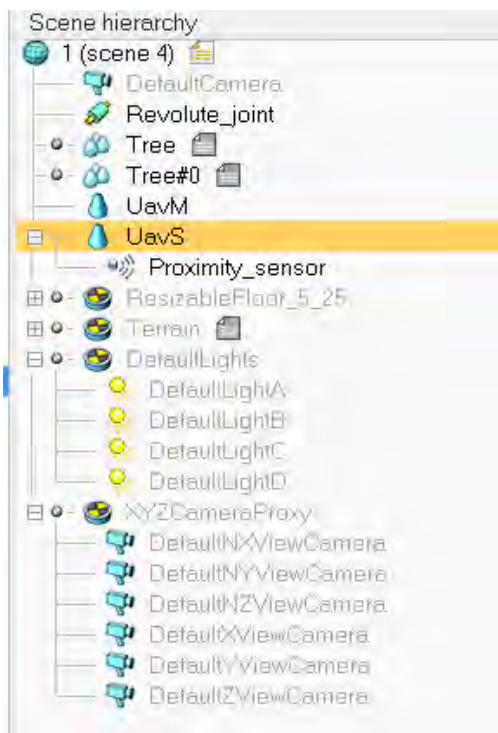 Scene hierarchy
1 (scene 4)
DefaultCamera
Revolute_joint
Tree
Tree#0
UavM
UavS
Proximity_sensor
ResizableFloor_5_25
Terrain
DefaultLights
DefaultLightA
DefaultLightB
DefaultLightC
DefaultLightD
XYZCameraProxy
DefaultNXViewCamera
DefaultNYViewCamera
DefaultNZViewCamera
DefaultXViewCamera
DefaultYViewCamera
DefaultZViewCamera